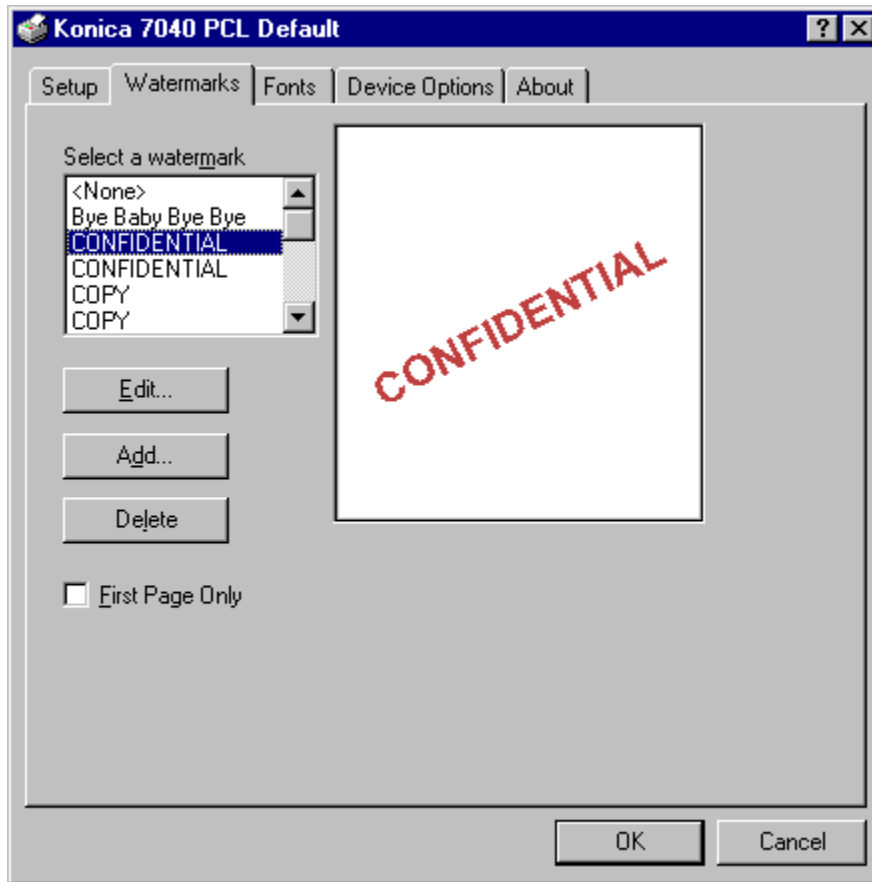 Konica 7040 PCL Default
Setup Watermarks Fonts Device Options About
Select a watermark
<None>
Bye Baby Bye Bye
CONFIDENTIAL
CONFIDENTIAL
COPY
COPY
CONFIDENTIAL
Edit...
Add...
Delete
First Page Only
OK Cancel